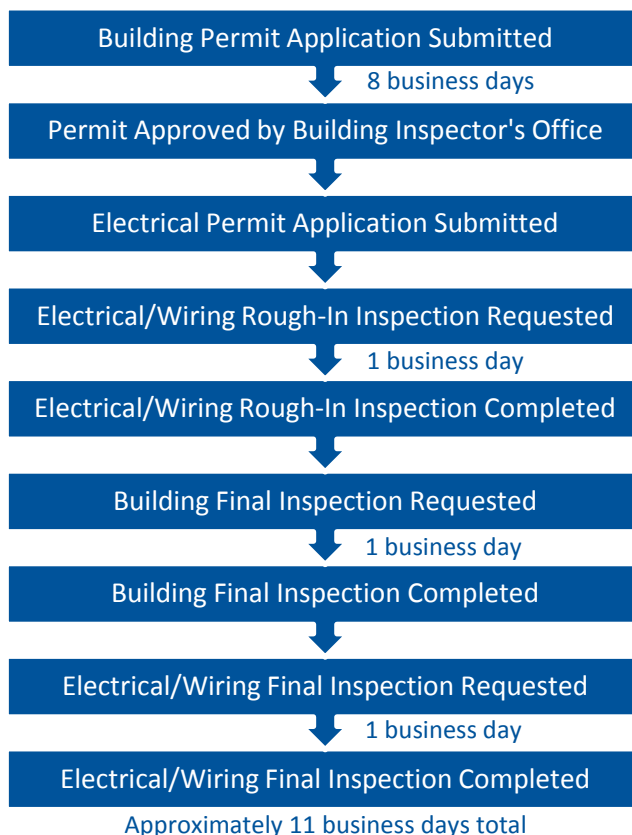 Building Permit Application Submitted
8 business days
Permit Approved by Building Inspector's Office
Electrical Permit Application Submitted
Electrical/Wiring Rough-In Inspection Requested
1 business day
Electrical/Wiring Rough-In Inspection Completed
Building Final Inspection Requested
1 business day
Building Final Inspection Completed
Electrical/Wiring Final Inspection Requested
1 business day
Electrical/Wiring Final Inspection Completed
Approximately 11 business days total